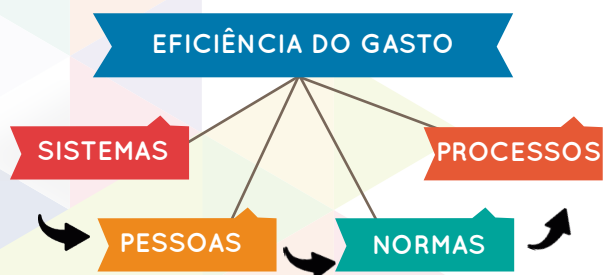 EFICIÊNCIA DO GASTO
SISTEMAS
PROCESSOS
PESSOAS
NORMAS